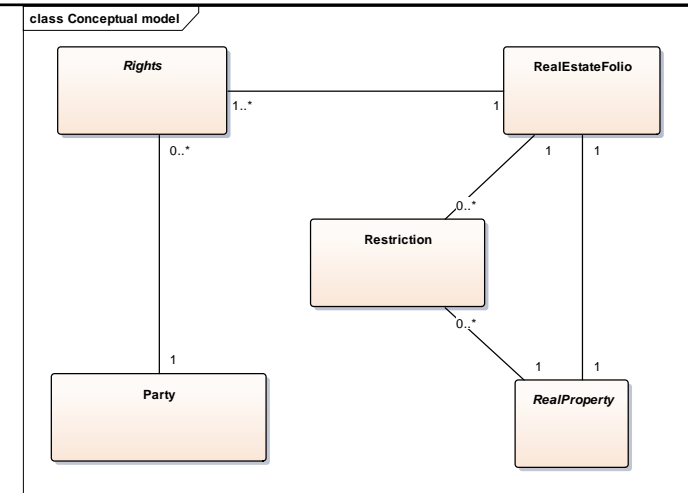 class Conceptual model
Rights
RealEstateFolio
1..*
1
0..*
1
1
0..*
Restriction
0..*
1
1
1
Party
RealProperty